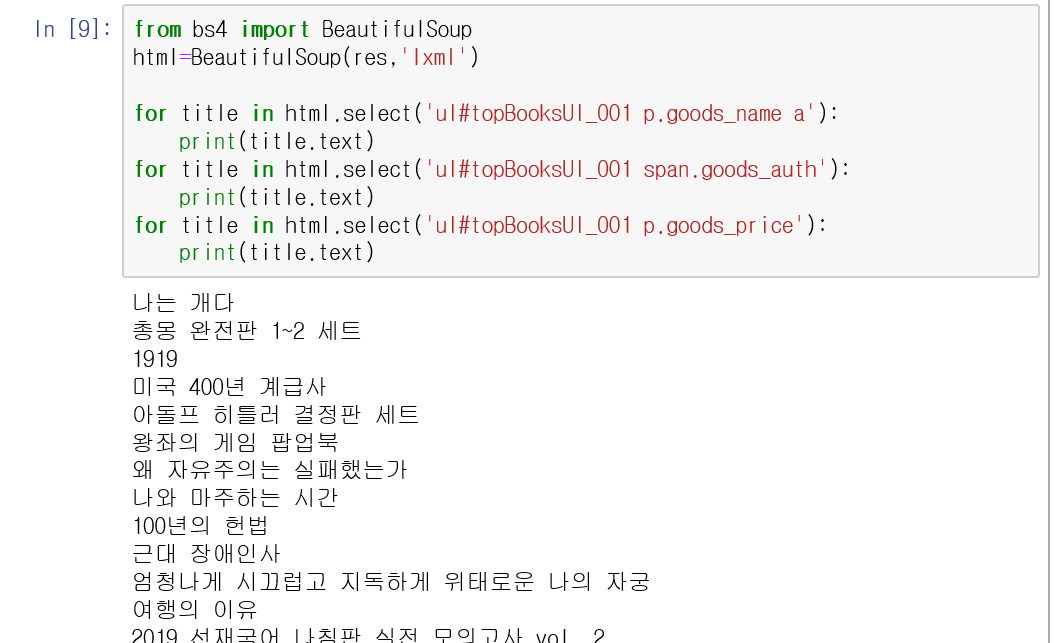 In [9]:
from bs4 import BeautifulSoup
html=BeautifulSoup(res,'lxml')
for title in html.select('ul#topBooksUl_001 p.goods_name a'):
    print(title.text)
for title in html.select('ul#topBooksUl_001 span.goods_auth'):
    print(title.text)
for title in html.select('ul#topBooksUl_001 p.goods_price'):
    print(title.text)
나는 개다
총몽 완전판 1~2 세트
1919
미국 400년 계급사
아돌프 히틀러 결정판 세트
왕좌의 게임 팝업북
왜 자유주의는 실패했는가
나와 마주하는 시간
100년의 헌법
근대 장애인사
엄청나게 시끄럽고 지독하게 위태로운 나의 자궁
여행의 이유
2019 선재국어 나침판 실전 모의고사 vol. 2